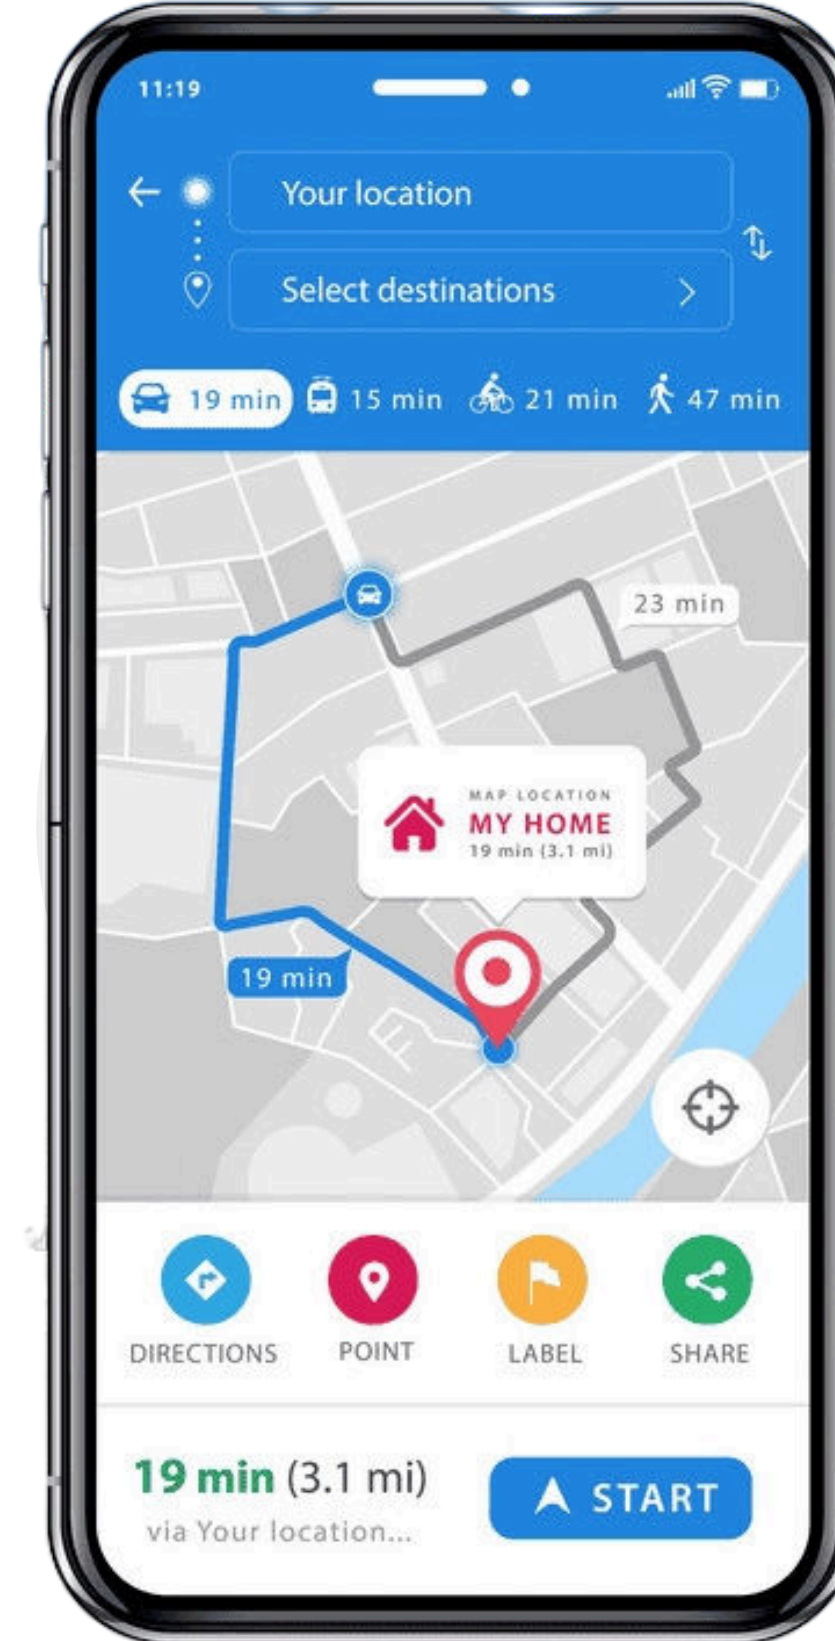 11:19
Your location
Select destinations
19 min 15 min 21 min 47 min
23 min
MAP LOCATION
MY HOME
19 min (3.1 mi)
19 min
DIRECTIONS POINT LABEL SHARE
19 min (3.1 mi)
START
via Your location...